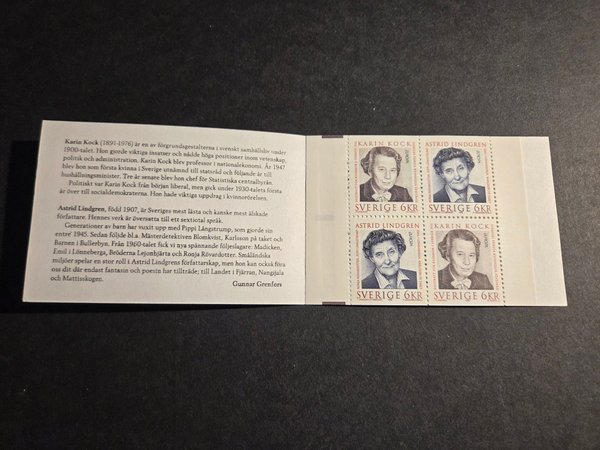 Karin Kock (1891-1976) är en av förgrundsgestalterna i svenskt samhällsliv under
1900-talet. Hon gjorde viktiga insatser och nådde höga positioner inom vetenskap,
politik och administration. Karin Kock blev professor i nationalekonomi. År 1947
blev hon som första kvinna i Sverige utnämnd till statsråd och följande år till
hushållningsminister. Tre år senare blev hon chef för Statistiska centralbyrån.
Politiskt var Karin Kock från början liberal, men gick under 1930-talets första
år över till socialdemokraterna. Hon hade viktiga uppdrag i kvinnorörelsen.
Astrid Lindgren, född 1907, är Sveriges mest lästa och kanske mest älskade
författare. Hennes verk är översatta till ett sextiotal språk.
Generationer av barn har vuxit upp med Pippi Långstrump, som gjorde sin
entré 1945. Sedan följde bl.a. Mästerdetektiven Blomkvist, Karlsson på taket och
Barnen i Bullerbyn. Från 1960-talet fick vi nya spännande följeslagare: Madicken,
Emil i Lönneberga, Bröderna Lejonhjärta och Ronja Rövardotter. Småländska
miljöer spelar en stor roll i Astrid Lindgrens författarskap, men hon kan också föra
oss dit där endast fantasin och poesin har tillträde; till Landet i Fjärran, Nangijala
och Mattisskogen.
Gunnar Grenfors
KARIN KOCK
EUROPA
SVERIGE 6KR
ASTRID LINDGREN
EUROPA
SVERIGE 6KR
ASTRID LINDGREN
EUROPA
SVERIGE 6KR
KARIN KOCK
EUROPA
SVERIGE 6KR